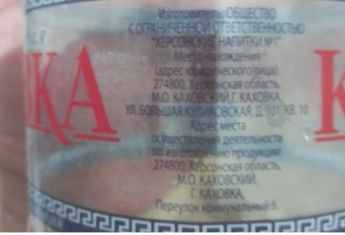 Изготовитель: ОБЩЕСТВО
С ОГРАНИЧЕННОЙ ОТВЕТСТВЕННОСТЬЮ
"ХЕРСОНСКИЕ НАПИТКИ №1".
Место нахождения
(адрес юридического лица):
274800, Херсонская область,
М.О. КАХОВСКИЙ, Г. КАХОВКА,
УЛ. БОЛЬШАЯ КУЛИКОВСКАЯ, Д. 101, КВ. 10
Адрес места
осуществления деятельности
по изготовлению продукции:
274800, Херсонская область,
М.О. КАХОВСКИЙ,
Г. КАХОВКА,
Переулок коммунальный 6.
КА
К